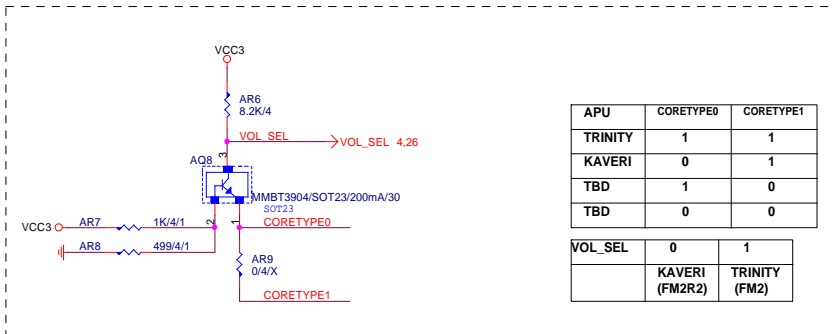 VCC3
AR6
8.2K/4
VOL_SEL
VOL_SEL 4,26
3
AQ8
MMBT3904/SOT23/200mA/30
SOT23
2
1
VCC3
AR7
1K/4/1
CORETYPE0
AR8
499/4/1
AR9
0/4/X
CORETYPE1
APU CORETYPE0 CORETYPE1
TRINITY 1 1
KAVERI 0 1
TBD 1 0
TBD 0 0
VOL_SEL 0 1
KAVERI TRINITY
(FM2R2) (FM2)